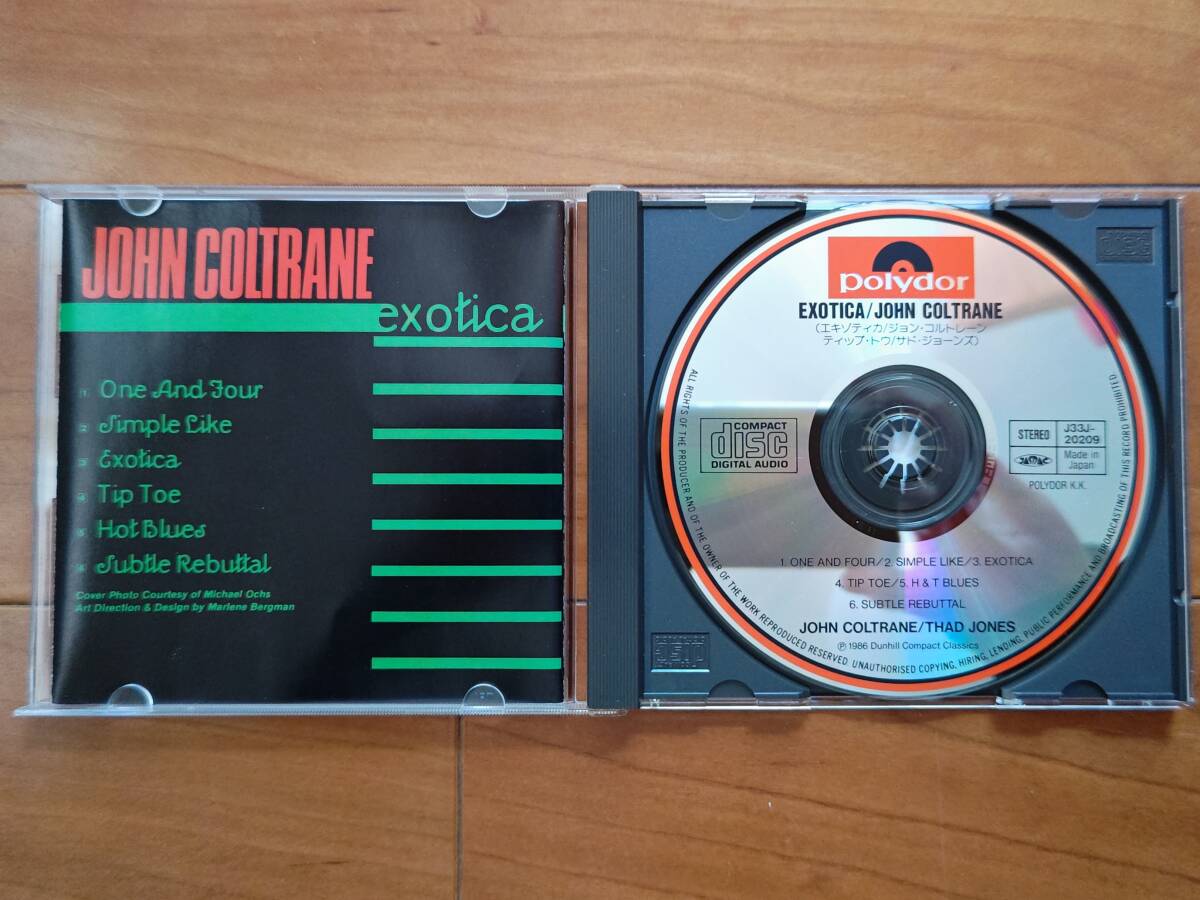 JOHN COLTRANE
exotica
(1) One And Four
(2) Simple Like
(3) Exotica
(4) Tip Toe
(5) Hot Blues
Subtle Rebuttal
Cover Photo Courtesy of Michael Ochs
Art Direction & Design by Marlene Bergman
polydor
EXOTICA/JOHN COLTRANE
(エキゾティカ/ジョン・コルトレーン
ティップ・トウ/サド・ジョーンズ)
COMPACT
disc
DIGITAL AUDIO
STEREO
J33J-
20209
JASRAC
Made in
Japan
POLYDOR K.K.
1. ONE AND FOUR/2. SIMPLE LIKE/3. EXOTICA
4. TIP TOE/5. H & T BLUES
6. SUBTLE REBUTTAL
JOHN COLTRANE/THAD JONES
℗1986 Dunhill Compact Classics
ALL RIGHTS OF THE PRODUCER AND OF THE OWNER OF THE WORK REPRODUCED RESERVED. UNAUTHORISED COPYING, HIRING, LENDING, PUBLIC PERFORMANCE AND BROADCASTING OF THIS RECORD PROHIBITED